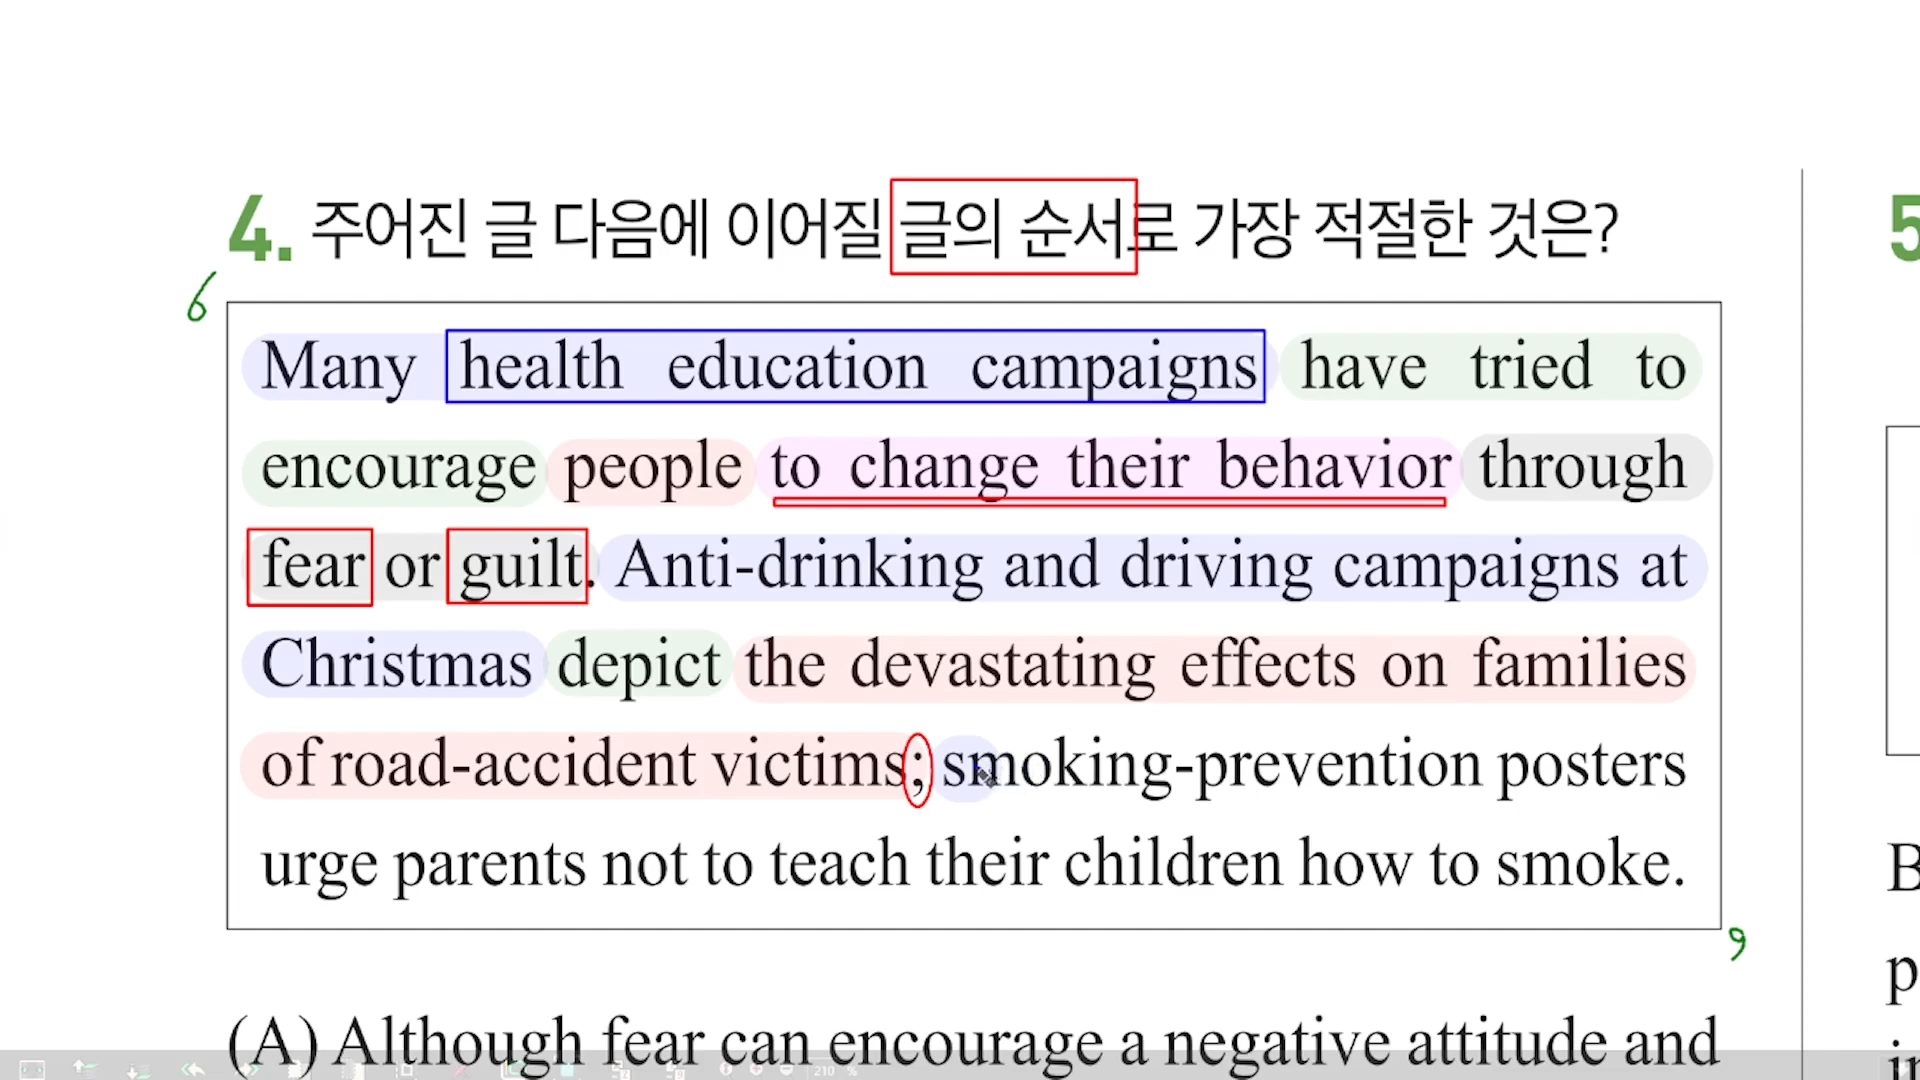 4. 주어진 글 다음에 이어질 글의 순서로 가장 적절한 것은?
6
Many health education campaigns have tried to
encourage people to change their behavior through
fear or guilt. Anti-drinking and driving campaigns at
Christmas depict the devastating effects on families
of road-accident victims; smoking-prevention posters
urge parents not to teach their children how to smoke.
9
(A) Although fear can encourage a negative attitude and
5
B
p
210 %